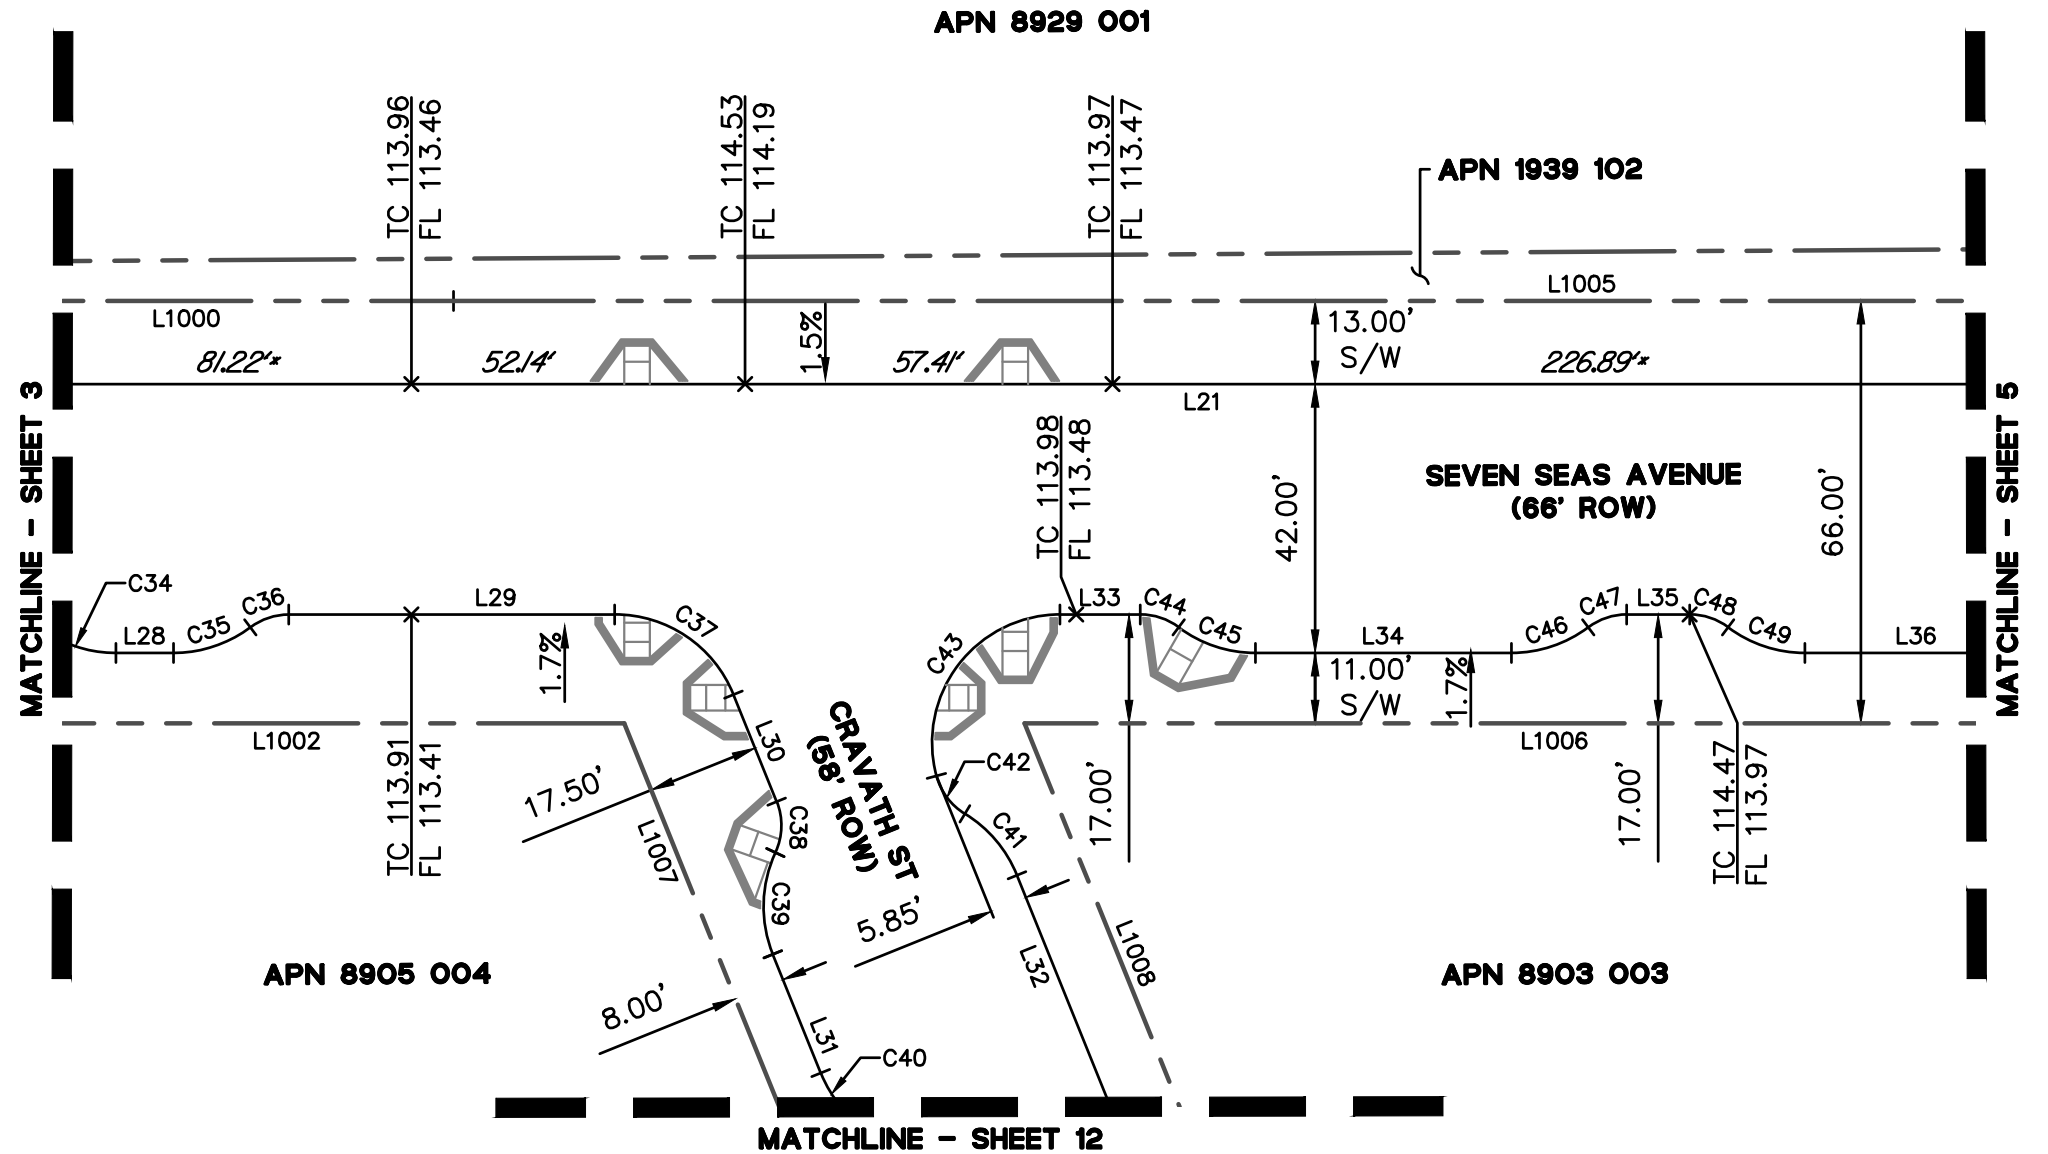 APN 8929 001
TC 113.96
FL 113.46
TC 114.53
FL 114.19
TC 113.97
FL 113.47
APN 1939 102
L1005
L1000
81.22'*
52.14'
1.5%
57.41'
13.00'
S/W
226.89'*
L21
MATCHLINE - SHEET 3
MATCHLINE - SHEET 5
TC 113.98
FL 113.48
42.00'
SEVEN SEAS AVENUE
(66' ROW)
66.00'
C34
L28
C35
C36
L29
C37
1.7%
C43
L33
C44
C45
L34
11.00'
S/W
1.7%
C46
C47
L35
C48
C49
L36
L1002
TC 113.91
FL 113.41
L30
17.50'
CRAVATH ST
(58' ROW)
C42
17.00'
L1006
17.00'
TC 114.47
FL 113.97
L1007
C38
C41
C39
5.85'
L32
L1008
APN 8905 004
APN 8903 003
8.00'
L31
C40
MATCHLINE - SHEET 12